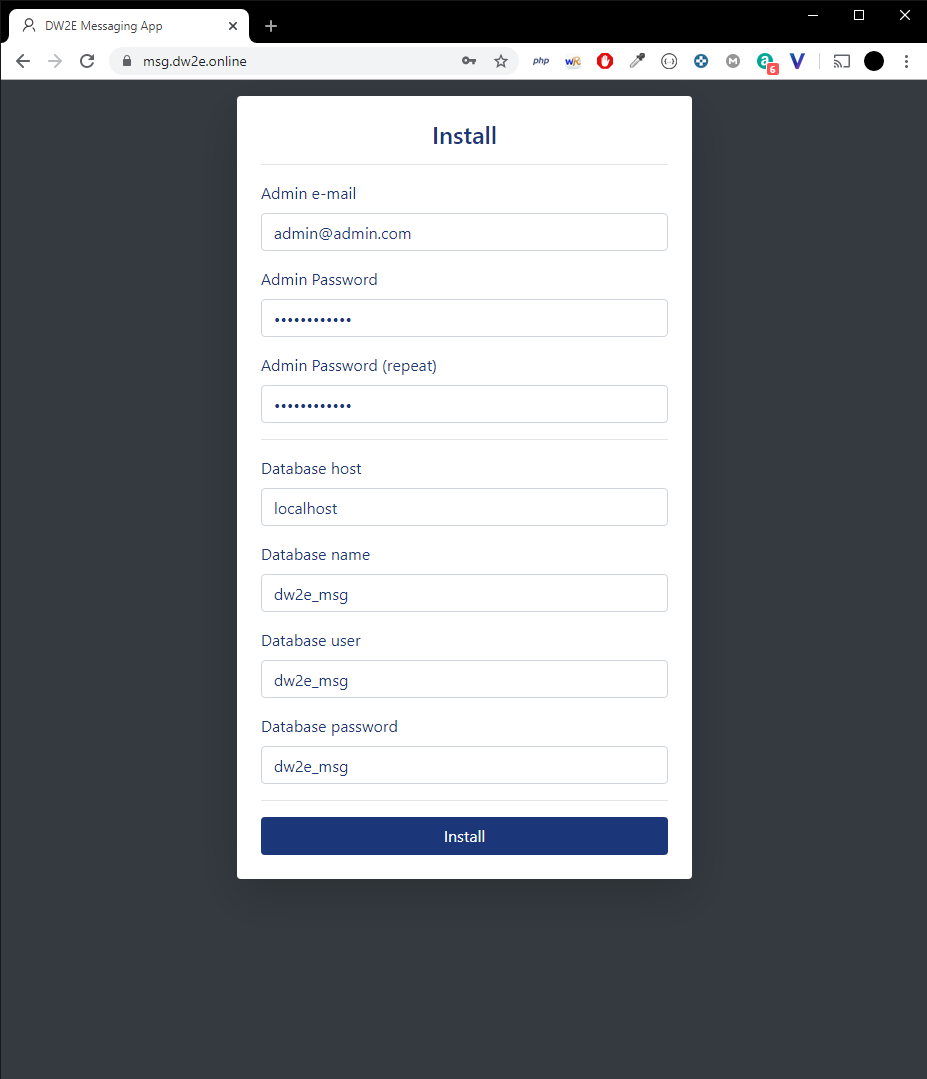 DW2E Messaging App
msg.dw2e.online
php
6
Install
Admin e-mail
admin@admin.com
Admin Password
••••••••••••
Admin Password (repeat)
••••••••••••
Database host
localhost
Database name
dw2e_msg
Database user
dw2e_msg
Database password
dw2e_msg
Install